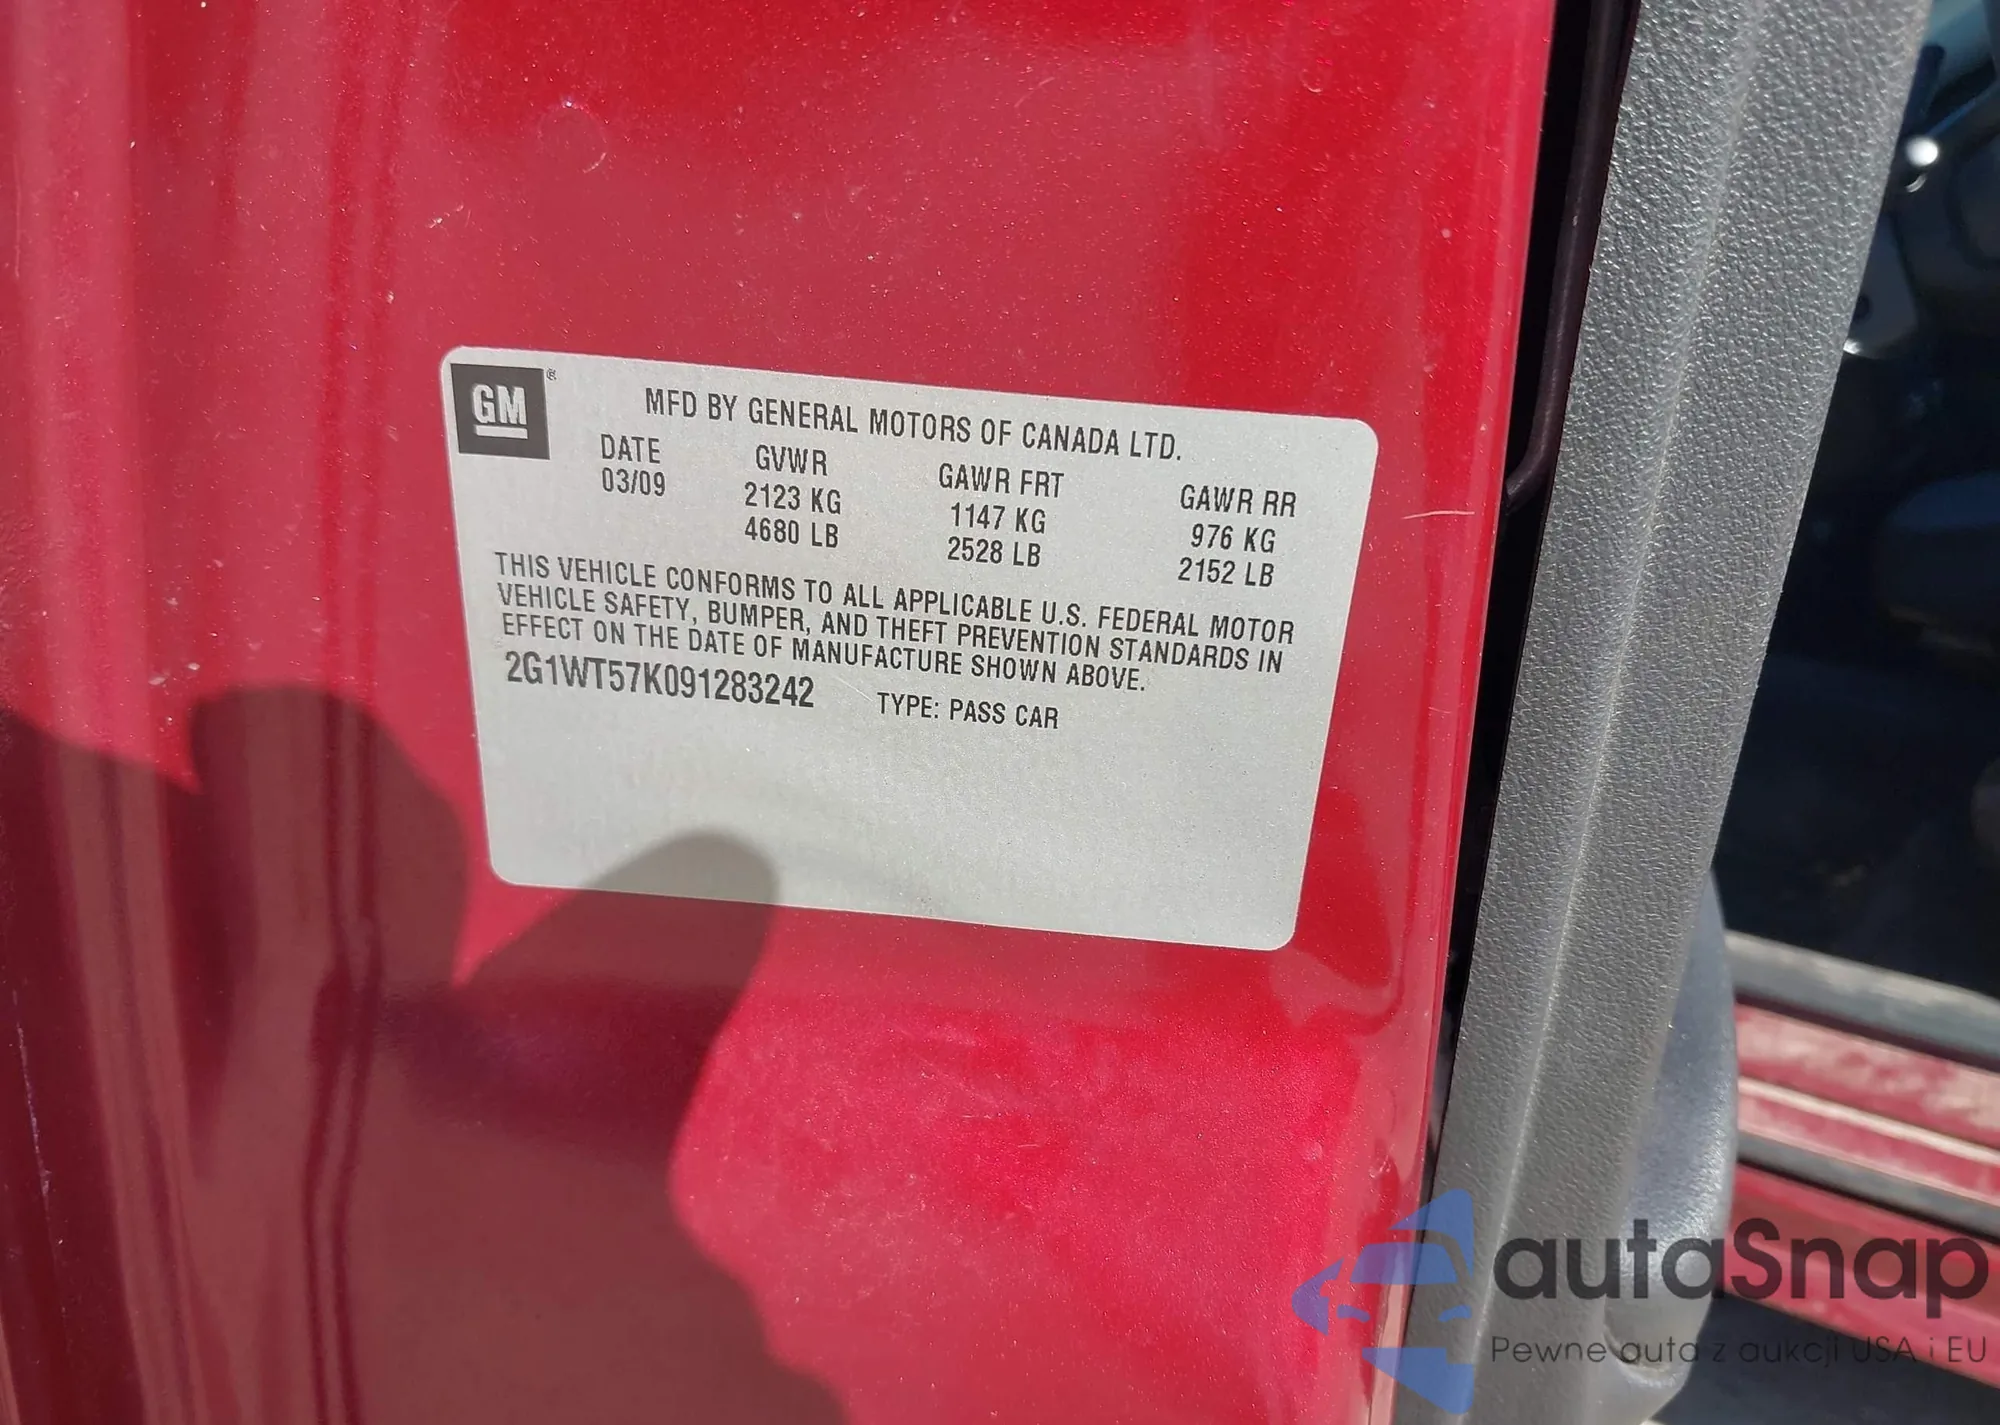 GM
MFD BY GENERAL MOTORS OF CANADA LTD.
DATE GVWR GAWR FRT GAWR RR
03/09 2123 KG 1147 KG 976 KG
4680 LB 2528 LB 2152 LB
THIS VEHICLE CONFORMS TO ALL APPLICABLE U.S. FEDERAL MOTOR
VEHICLE SAFETY, BUMPER, AND THEFT PREVENTION STANDARDS IN
EFFECT ON THE DATE OF MANUFACTURE SHOWN ABOVE.
2G1WT57K091283242 TYPE: PASS CAR
autaSnap
Pewne auta z aukcji USA i EU